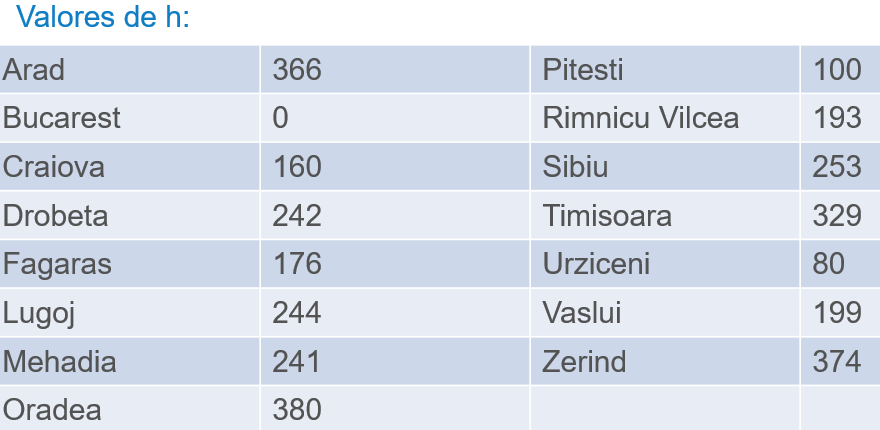 Valores de h:
Arad 366 Pitesti 100
Bucarest 0 Rimnicu Vilcea 193
Craiova 160 Sibiu 253
Drobeta 242 Timisoara 329
Fagaras 176 Urziceni 80
Lugoj 244 Vaslui 199
Mehadia 241 Zerind 374
Oradea 380